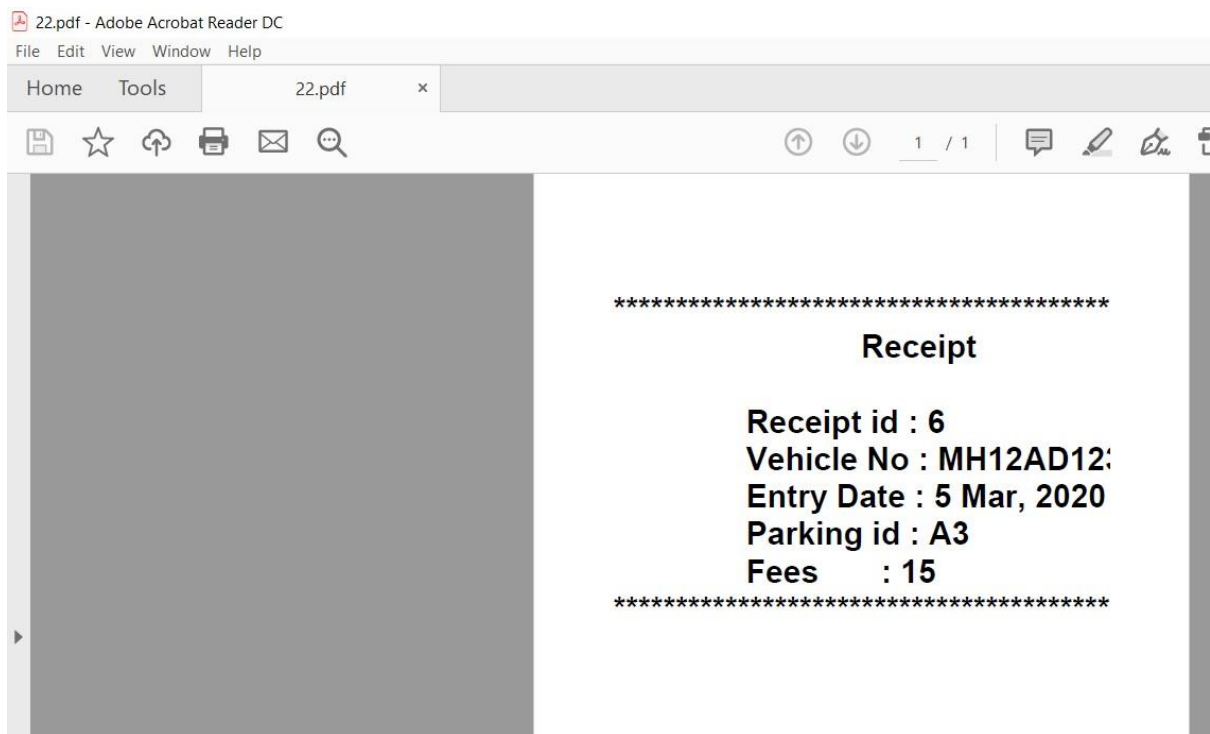 22.pdf - Adobe Acrobat Reader DC
File Edit View Window Help
Home Tools 22.pdf ×
1 / 1
****************************************
Receipt
Receipt id : 6
Vehicle No :
Entry Date : 5 Mar, 2020
Parking id : A3
Fees : 15
****************************************